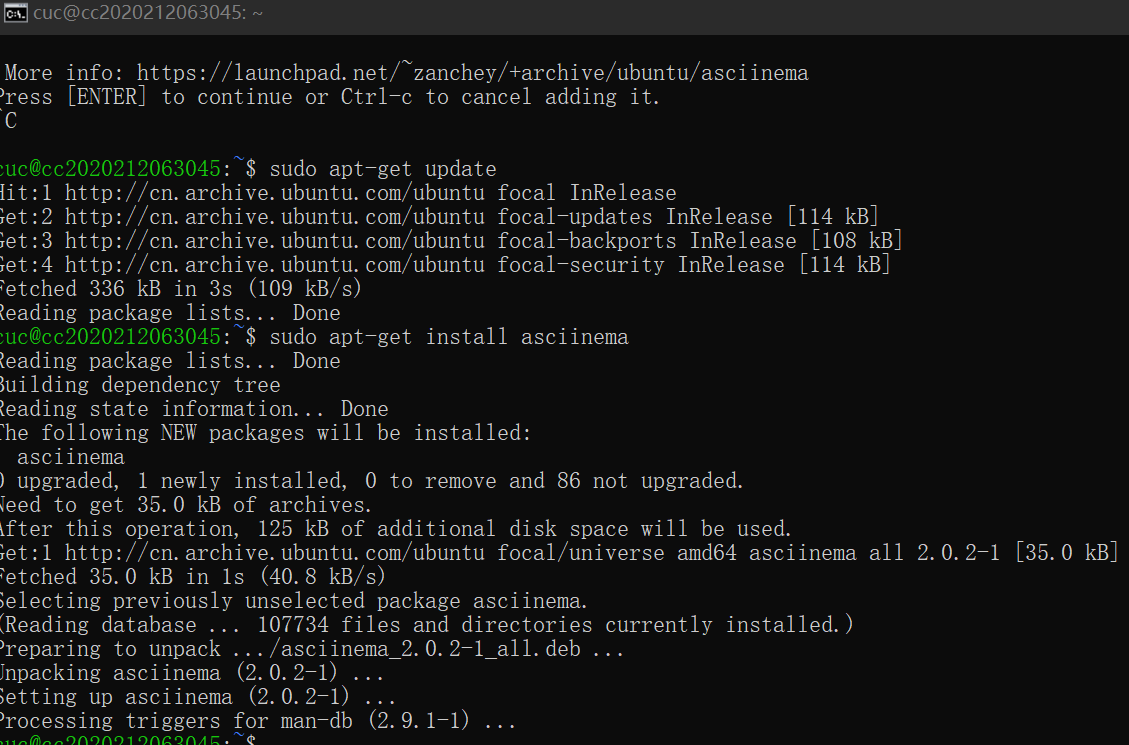 cuc@cc2020212063045: ~
More info: https://launchpad.net/~zanchey/+archive/ubuntu/asciinema
Press [ENTER] to continue or Ctrl-c to cancel adding it.
^C
cuc@cc2020212063045:~$ sudo apt-get update
Hit:1 http://cn.archive.ubuntu.com/ubuntu focal InRelease
Get:2 http://cn.archive.ubuntu.com/ubuntu focal-updates InRelease [114 kB]
Get:3 http://cn.archive.ubuntu.com/ubuntu focal-backports InRelease [108 kB]
Get:4 http://cn.archive.ubuntu.com/ubuntu focal-security InRelease [114 kB]
Fetched 336 kB in 3s (109 kB/s)
Reading package lists... Done
cuc@cc2020212063045:~$ sudo apt-get install asciinema
Reading package lists... Done
Building dependency tree
Reading state information... Done
The following NEW packages will be installed:
  asciinema
0 upgraded, 1 newly installed, 0 to remove and 86 not upgraded.
Need to get 35.0 kB of archives.
After this operation, 125 kB of additional disk space will be used.
Get:1 http://cn.archive.ubuntu.com/ubuntu focal/universe amd64 asciinema all 2.0.2-1 [35.0 kB]
Fetched 35.0 kB in 1s (40.8 kB/s)
Selecting previously unselected package asciinema.
(Reading database ... 107734 files and directories currently installed.)
Preparing to unpack .../asciinema_2.0.2-1_all.deb ...
Unpacking asciinema (2.0.2-1) ...
Setting up asciinema (2.0.2-1) ...
Processing triggers for man-db (2.9.1-1) ...
cuc@cc2020212063045:~$